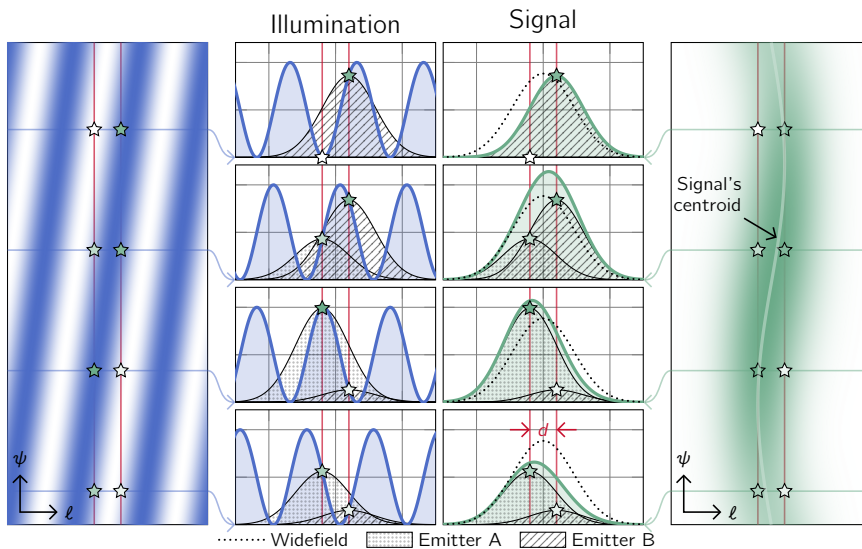 Illumination
Signal
Signal's
centroid
d
ψ
ℓ
ψ
ℓ
Widefield
Emitter A
Emitter B